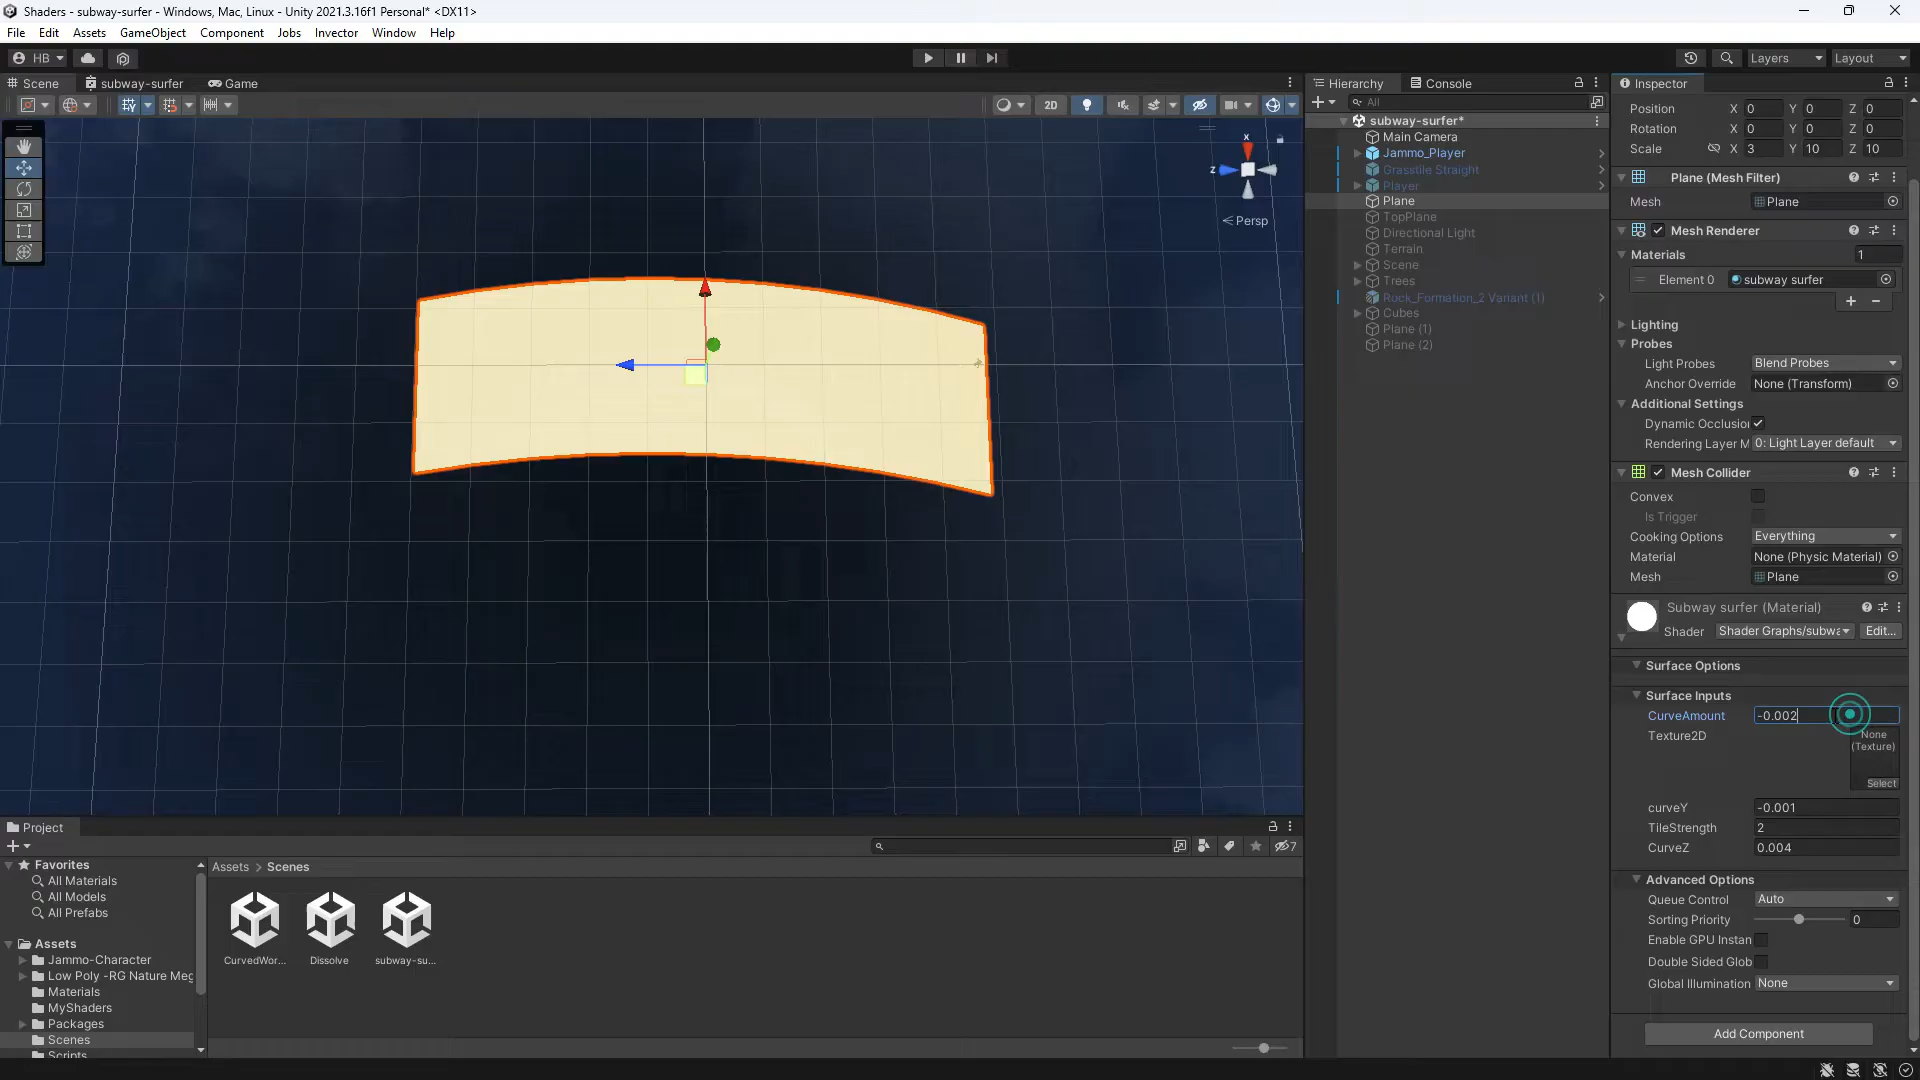 Shaders - subway-surfer - Windows, Mac, Linux - Unity 2021.3.16f1 Personal* <DX11>
File Edit Assets GameObject Component Jobs Invector Window Help
HB Layers Layout
Scene subway-surfer Game
2D
x
z
< Persp
Hierarchy Console
All
subway-surfer*
Main Camera
Jammo_Player
Grasstile Straight
Player
Plane
TopPlane
Directional Light
Terrain
Scene
Trees
Rock_Formation_2 Variant (1)
Cubes
Plane (1)
Plane (2)
Inspector
Position X 0 Y 0 Z 0
Rotation X 0 Y 0 Z 0
Scale X 3 Y 10 Z 10
Plane (Mesh Filter)
Mesh Plane
Mesh Renderer
Materials 1
Element 0 subway surfer
Lighting
Probes
Light Probes Blend Probes
Anchor Override None (Transform)
Additional Settings
Dynamic Occlusio
Rendering Layer M 0: Light Layer default
Mesh Collider
Convex
Is Trigger
Cooking Options Everything
Material None (Physic Material)
Mesh Plane
Subway surfer (Material)
Shader Shader Graphs/subwa Edit...
Surface Options
Surface Inputs
CurveAmount -0.002
Texture2D None
(Texture)
Select
curveY -0.001
TileStrength 2
CurveZ 0.004
Advanced Options
Queue Control Auto
Sorting Priority 0
Enable GPU Instan
Double Sided Glob
Global Illumination None
Add Component
Project
7
Favorites
All Materials
All Models
All Prefabs
Assets
Jammo-Character
Low Poly -RG Nature Meg
Materials
MyShaders
Packages
Scenes
Scripts
Assets > Scenes
CurvedWor... Dissolve subway-su...